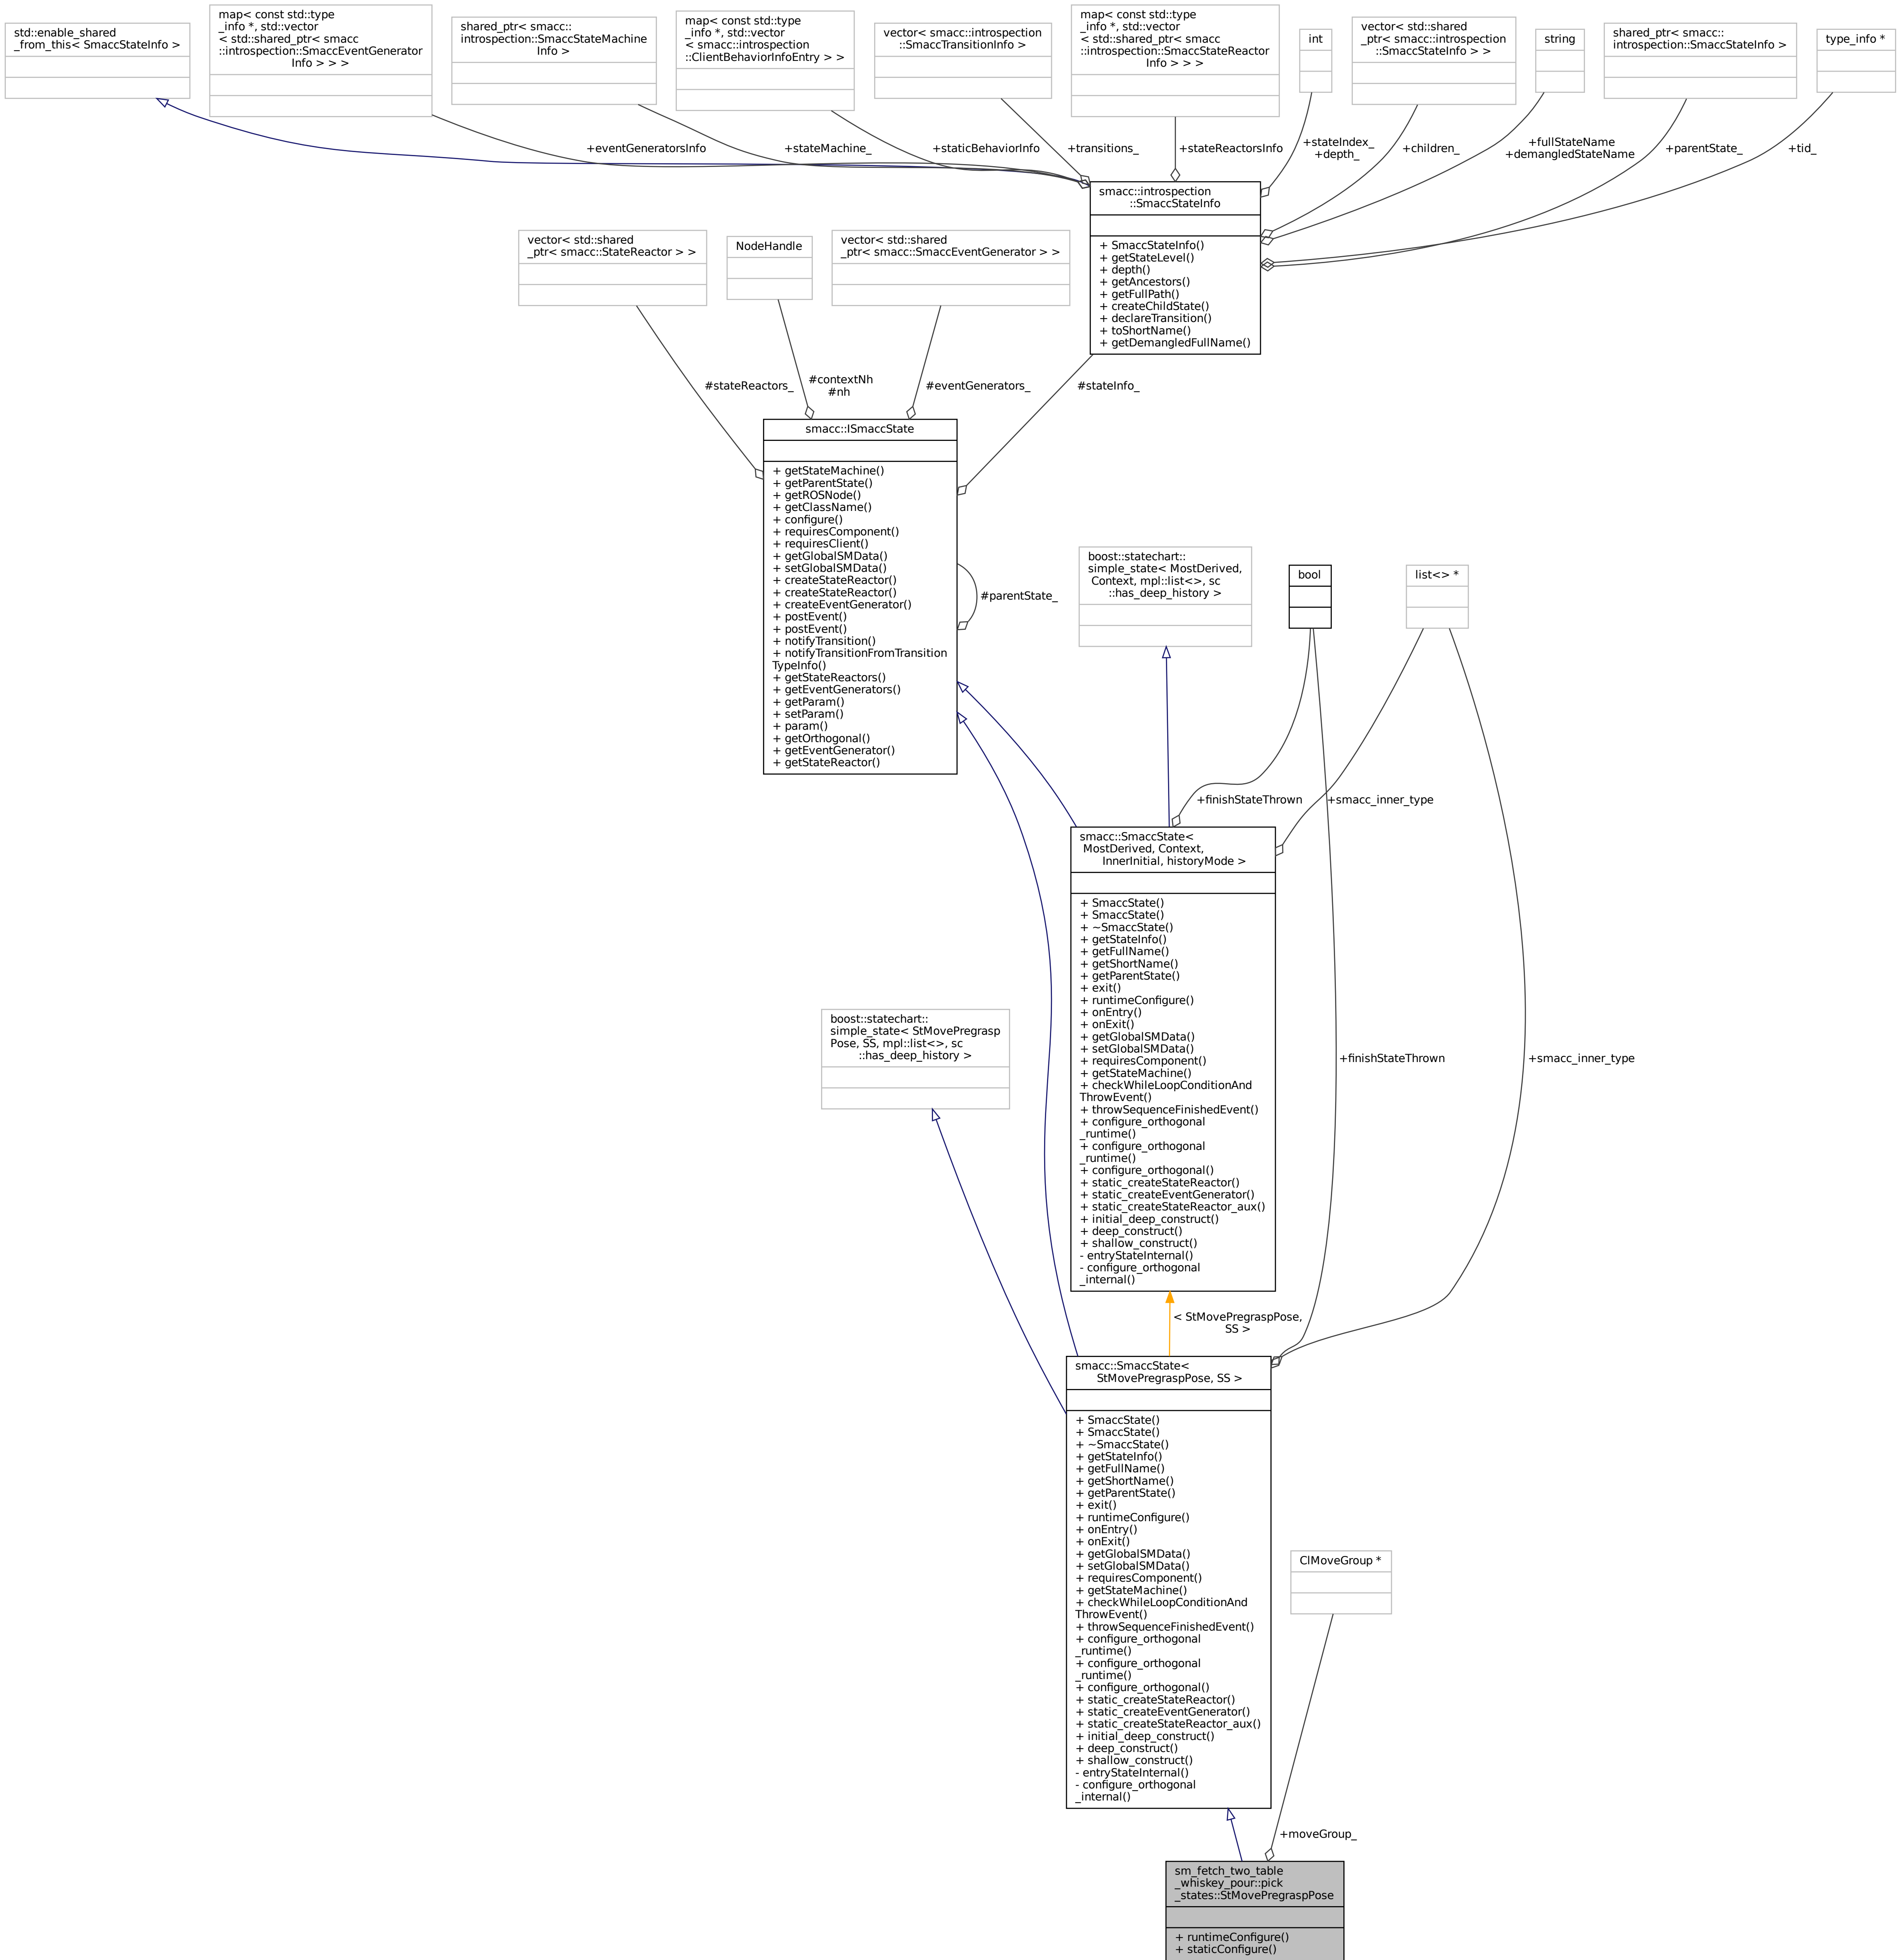 std::enable_shared
_from_this< SmaccStateInfo >
map< const std::type
_info *, std::vector
< std::shared_ptr< smacc
::introspection::SmaccEventGenerator
Info > > >
shared_ptr< smacc::
introspection::SmaccStateMachine
Info >
map< const std::type
_info *, std::vector
< smacc::introspection
::ClientBehaviorInfoEntry > >
vector< smacc::introspection
::SmaccTransitionInfo >
map< const std::type
_info *, std::vector
< std::shared_ptr< smacc
::introspection::SmaccStateReactor
Info > > >
int
vector< std::shared
_ptr< smacc::introspection
::SmaccStateInfo > >
string
shared_ptr< smacc::
introspection::SmaccStateInfo >
type_info *
+eventGeneratorsInfo
+stateMachine_
+staticBehaviorInfo
+transitions_
+stateReactorsInfo
+stateIndex_
+depth_
+children_
+fullStateName
+demangledStateName
+parentState_
+tid_
smacc::introspection
::SmaccStateInfo
+ SmaccStateInfo()
+ getStateLevel()
+ depth()
+ getAncestors()
+ getFullPath()
+ createChildState()
+ declareTransition()
+ toShortName()
+ getDemangledFullName()
vector< std::shared
_ptr< smacc::StateReactor > >
NodeHandle
vector< std::shared
_ptr< smacc::SmaccEventGenerator > >
#stateReactors_
#contextNh
#nh
#eventGenerators_
#stateInfo_
smacc::ISmaccState
+ getStateMachine()
+ getParentState()
+ getROSNode()
+ getClassName()
+ configure()
+ requiresComponent()
+ requiresClient()
+ getGlobalSMData()
+ setGlobalSMData()
+ createStateReactor()
+ createStateReactor()
+ createEventGenerator()
+ postEvent()
+ postEvent()
+ notifyTransition()
+ notifyTransitionFromTransition
TypeInfo()
+ getStateReactors()
+ getEventGenerators()
+ getParam()
+ setParam()
+ param()
+ getOrthogonal()
+ getEventGenerator()
+ getStateReactor()
#parentState_
boost::statechart::
simple_state< MostDerived,
Context, mpl::list<>, sc
::has_deep_history >
bool
list<> *
+finishStateThrown
+smacc_inner_type
smacc::SmaccState<
MostDerived, Context,
InnerInitial, historyMode >
+ SmaccState()
+ SmaccState()
+ ~SmaccState()
+ getStateInfo()
+ getFullName()
+ getShortName()
+ getParentState()
+ exit()
+ runtimeConfigure()
+ onEntry()
+ onExit()
+ getGlobalSMData()
+ setGlobalSMData()
+ requiresComponent()
+ getStateMachine()
+ checkWhileLoopConditionAnd
ThrowEvent()
+ throwSequenceFinishedEvent()
+ configure_orthogonal
_runtime()
+ configure_orthogonal
_runtime()
+ configure_orthogonal()
+ static_createStateReactor()
+ static_createEventGenerator()
+ static_createStateReactor_aux()
+ initial_deep_construct()
+ deep_construct()
+ shallow_construct()
- entryStateInternal()
- configure_orthogonal
_internal()
boost::statechart::
simple_state< StMovePregrasp
Pose, SS, mpl::list<>, sc
::has_deep_history >
+finishStateThrown
+smacc_inner_type
< StMovePregraspPose,
SS >
smacc::SmaccState<
StMovePregraspPose, SS >
+ SmaccState()
+ SmaccState()
+ ~SmaccState()
+ getStateInfo()
+ getFullName()
+ getShortName()
+ getParentState()
+ exit()
+ runtimeConfigure()
+ onEntry()
+ onExit()
+ getGlobalSMData()
+ setGlobalSMData()
+ requiresComponent()
+ getStateMachine()
+ checkWhileLoopConditionAnd
ThrowEvent()
+ throwSequenceFinishedEvent()
+ configure_orthogonal
_runtime()
+ configure_orthogonal
_runtime()
+ configure_orthogonal()
+ static_createStateReactor()
+ static_createEventGenerator()
+ static_createStateReactor_aux()
+ initial_deep_construct()
+ deep_construct()
+ shallow_construct()
- entryStateInternal()
- configure_orthogonal
_internal()
ClMoveGroup *
+moveGroup_
sm_fetch_two_table
_whiskey_pour::pick
_states::StMovePregraspPose
+ runtimeConfigure()
+ staticConfigure()